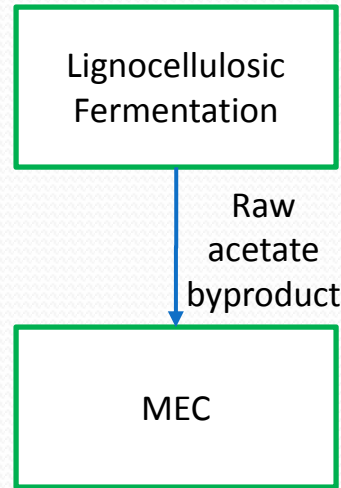 Lignocellulosic
Fermentation
Raw
acetate
byproduct
MEC